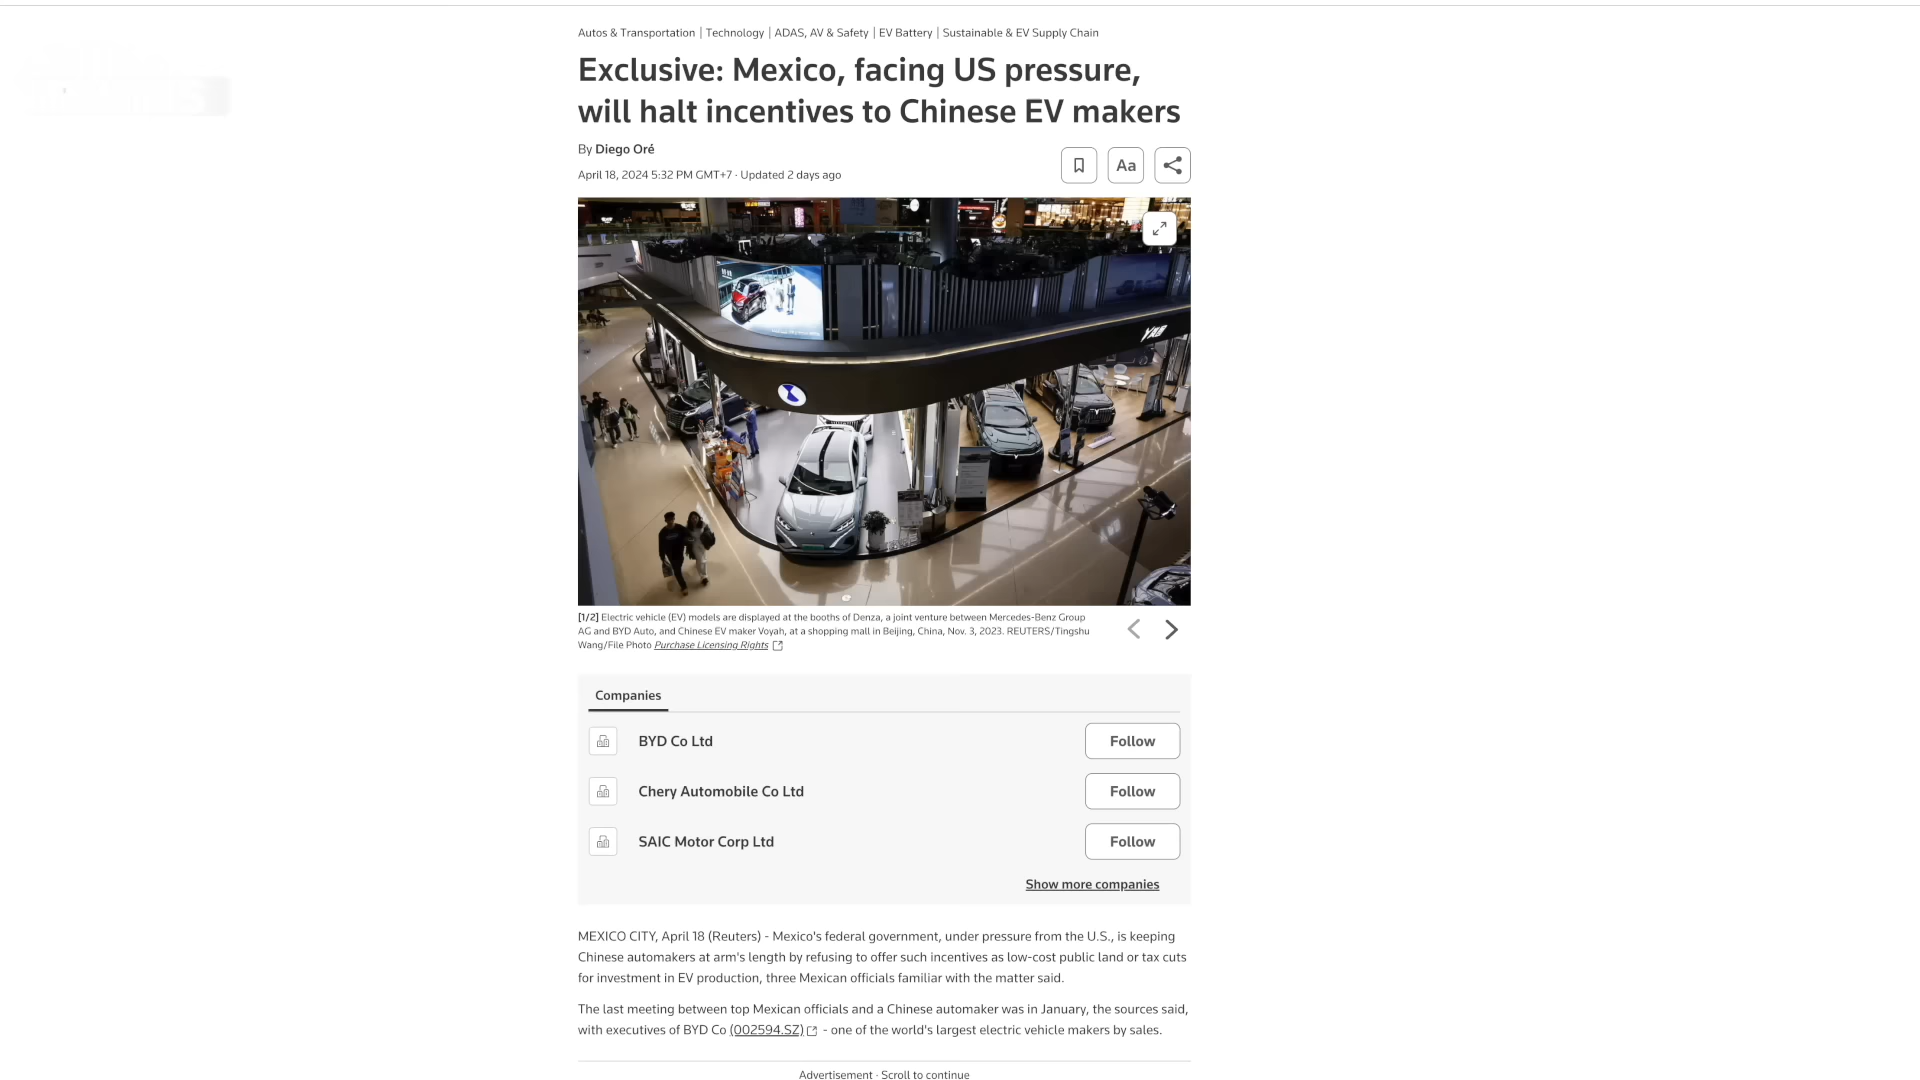 Autos & Transportation | Technology | ADAS, AV & Safety | EV Battery | Sustainable & EV Supply Chain
Exclusive: Mexico, facing US pressure,
will halt incentives to Chinese EV makers
By Diego Oré
April 18, 2024 5:32 PM GMT+7 · Updated 2 days ago
Aa
[1/2] Electric vehicle (EV) models are displayed at the booths of Denza, a joint venture between Mercedes-Benz Group
AG and BYD Auto, and Chinese EV maker Voyah, at a shopping mall in Beijing, China, Nov. 3, 2023. REUTERS/Tingshu
Wang/File Photo Purchase Licensing Rights
Companies
BYD Co Ltd
Follow
Chery Automobile Co Ltd
Follow
SAIC Motor Corp Ltd
Follow
Show more companies
MEXICO CITY, April 18 (Reuters) - Mexico's federal government, under pressure from the U.S., is keeping
Chinese automakers at arm's length by refusing to offer such incentives as low-cost public land or tax cuts
for investment in EV production, three Mexican officials familiar with the matter said.
The last meeting between top Mexican officials and a Chinese automaker was in January, the sources said,
with executives of BYD Co (002594.SZ) - one of the world's largest electric vehicle makers by sales.
Advertisement · Scroll to continue